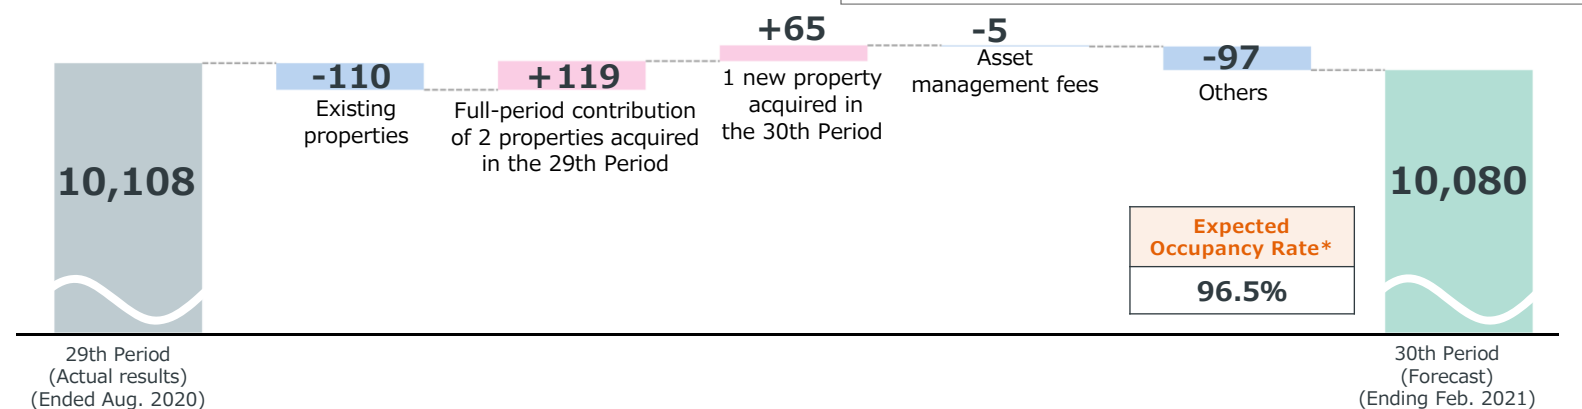 10,108
29th Period
(Actual results)
(Ended Aug. 2020)
-110
Existing
properties
+119
Full-period contribution
of 2 properties acquired
in the 29th Period
+65
1 new property
acquired in
the 30th Period
-5
Asset
management fees
-97
Others
Expected
Occupancy Rate*
96.5%
10,080
30th Period
(Forecast)
(Ending Feb. 2021)